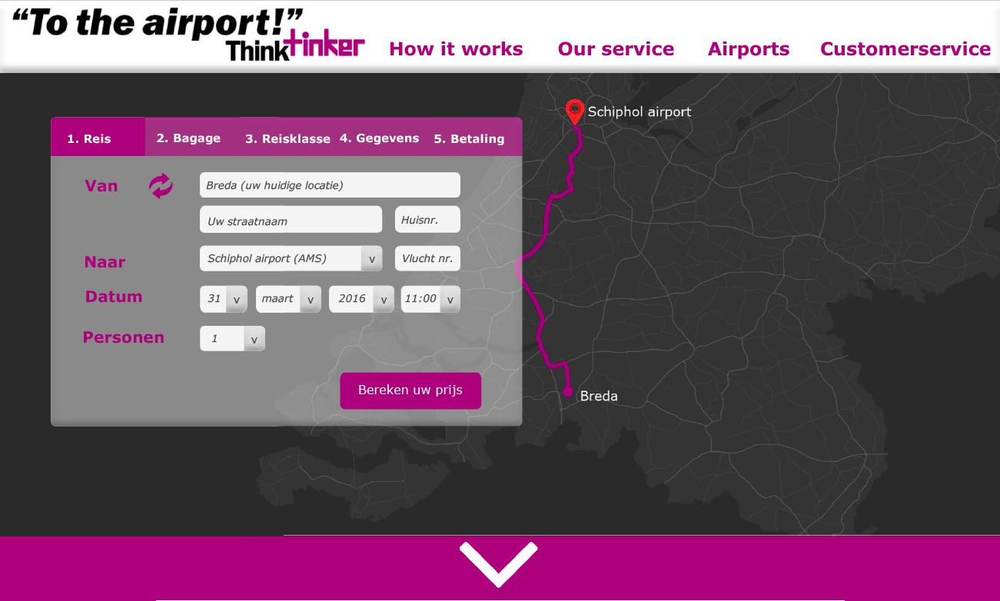 “To the airport!”
Thinktinker
How it works Our service Airports Customerservice
Schiphol airport
1. Reis 2. Bagage 3. Reisklasse 4. Gegevens 5. Betaling
Van Breda (uw huidige locatie)
Uw straatnaam Huisnr.
Naar Schiphol airport (AMS) v Vlucht nr.
Datum 31 v maart v 2016 v 11:00 v
Personen 1 v
Bereken uw prijs
Breda